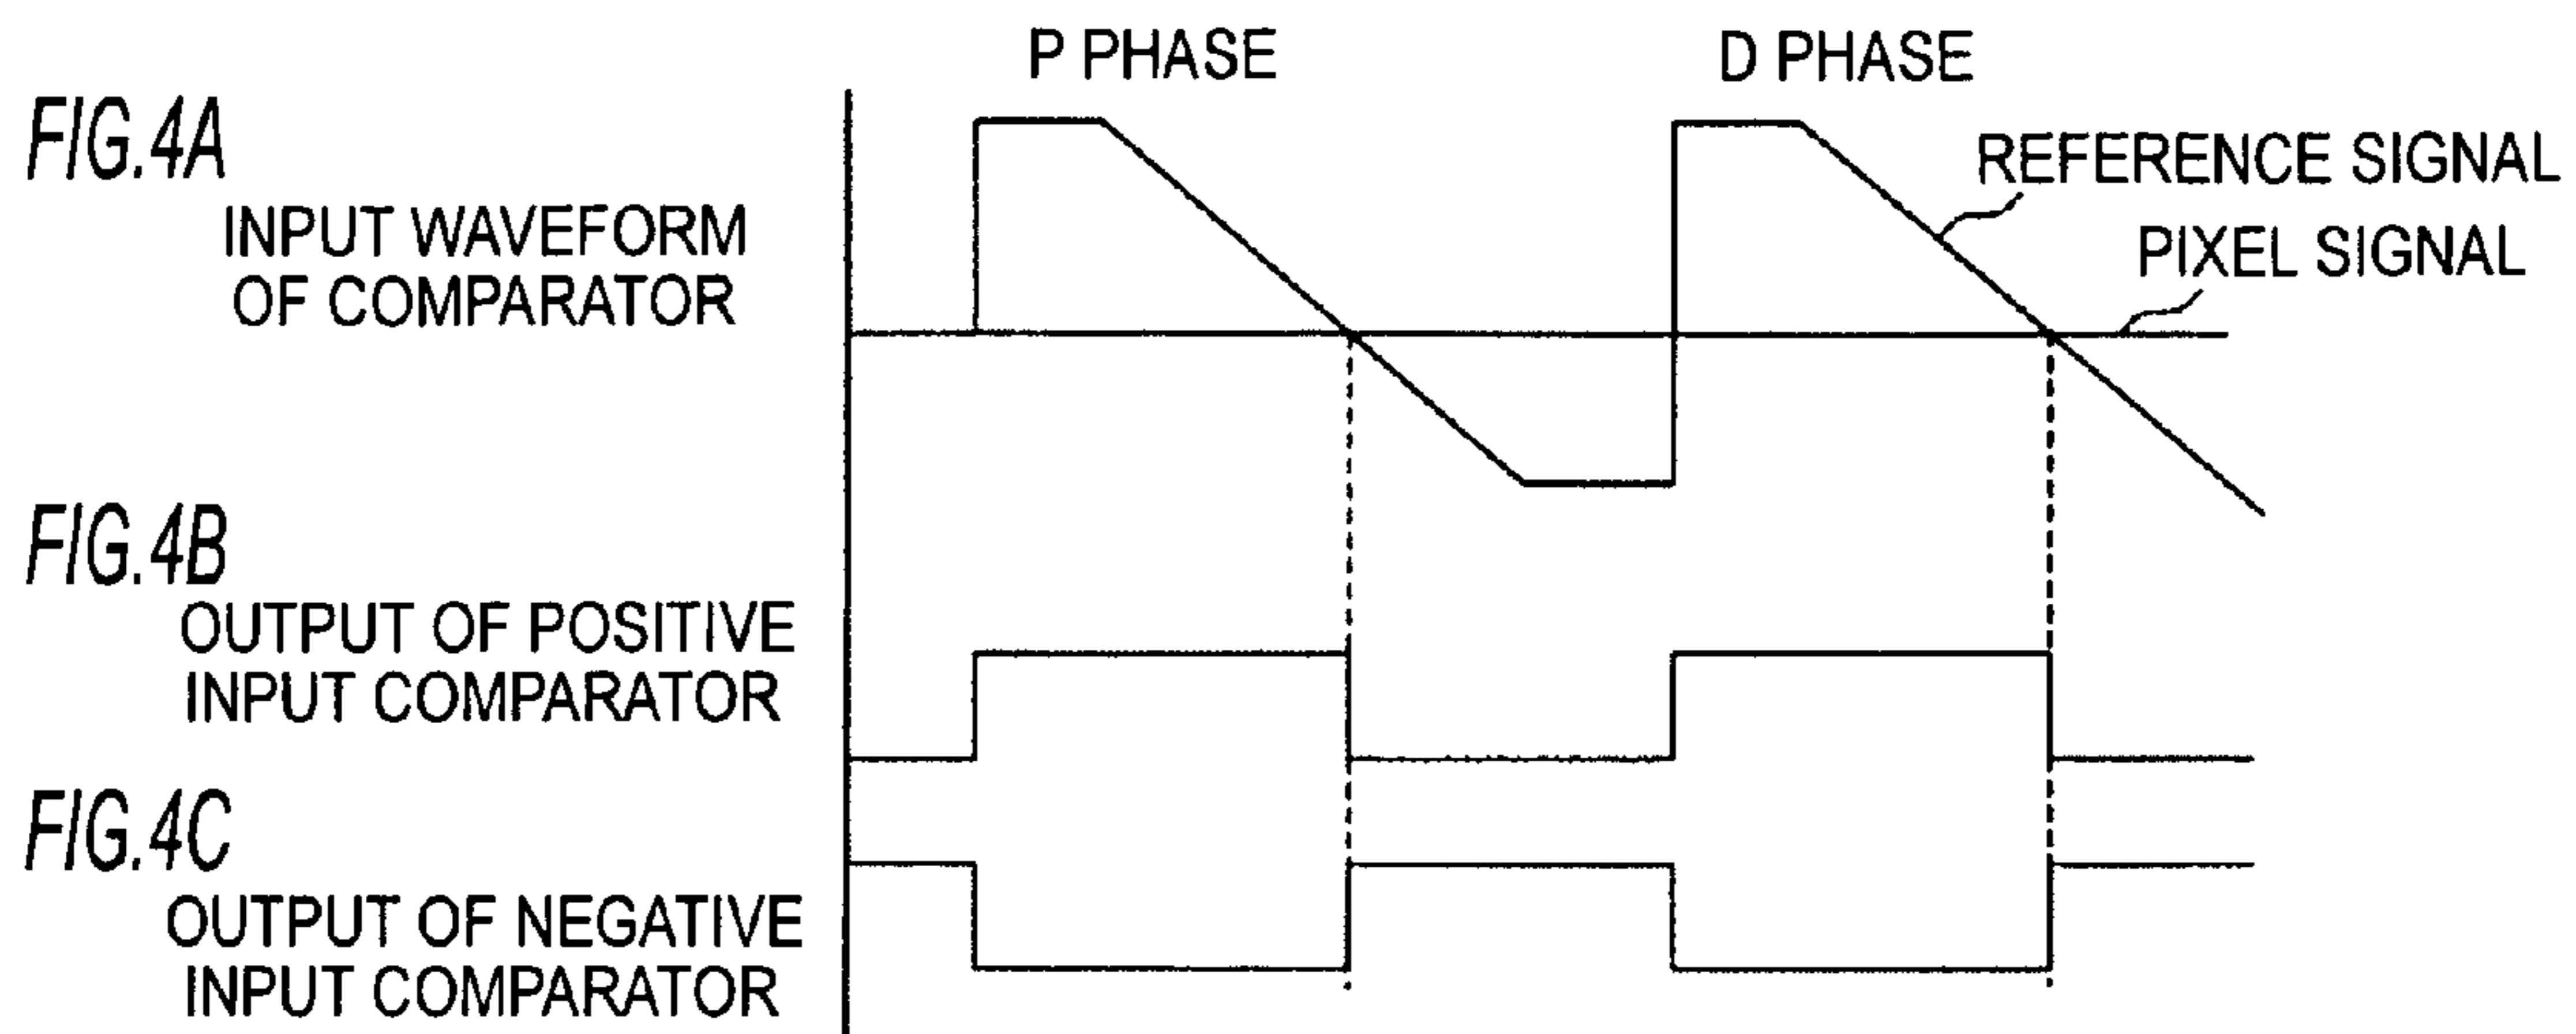 P PHASE
D PHASE
FIG.4A
INPUT WAVEFORM
OF COMPARATOR
REFERENCE SIGNAL
PIXEL SIGNAL
FIG.4B
OUTPUT OF POSITIVE
INPUT COMPARATOR
FIG.4C
OUTPUT OF NEGATIVE
INPUT COMPARATOR